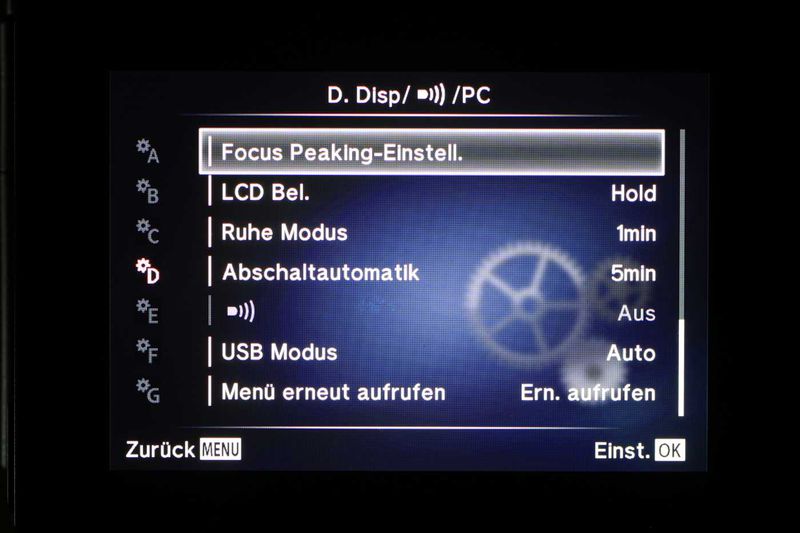 D. Disp/ /PC
A
Focus Peaking-Einstell.
B
LCD Bel. Hold
C
Ruhe Modus 1min
D
Abschaltautomatik 5min
E
Aus
F
USB Modus Auto
G
Menü erneut aufrufen Ern. aufrufen
Zurück MENU Einst. OK